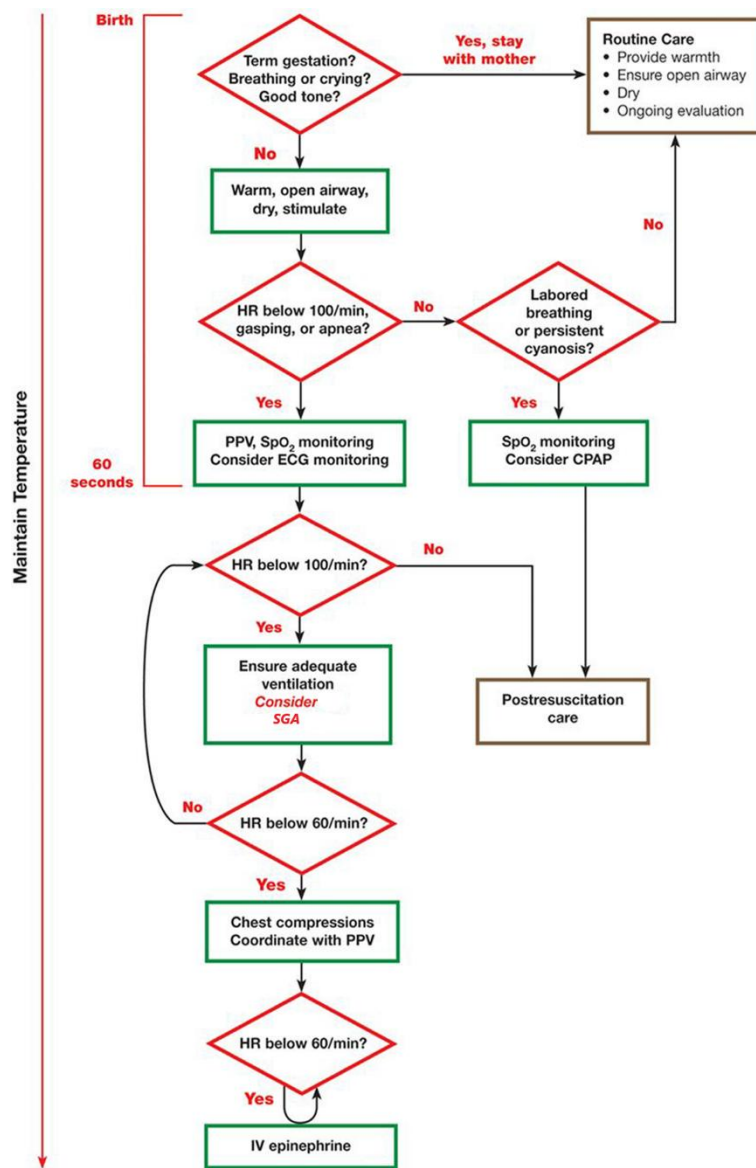 Birth
Term gestation?
Breathing or crying?
Good tone?
Yes, stay
with mother
Routine Care
• Provide warmth
• Ensure open airway
• Dry
• Ongoing evaluation
No
Warm, open airway,
dry, stimulate
No
HR below 100/min,
gasping, or apnea?
No
Labored
breathing
or persistent
cyanosis?
Yes
Yes
PPV, SpO₂ monitoring
Consider ECG monitoring
SpO₂ monitoring
Consider CPAP
60
seconds
Maintain Temperature
HR below 100/min?
No
Yes
Ensure adequate
ventilation
Consider
SGA
Postresuscitation
care
No
HR below 60/min?
Yes
Chest compressions
Coordinate with PPV
HR below 60/min?
Yes
IV epinephrine